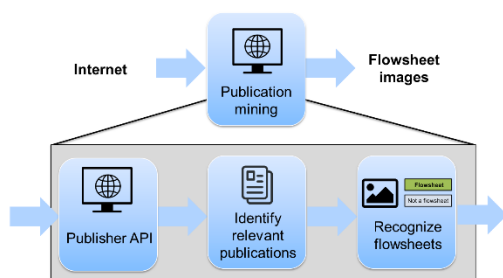 Internet
Publication
mining
Flowsheet
images
Publisher API
Identify
relevant
publications
Flowsheet
Not a flowsheet
Recognize
flowsheets